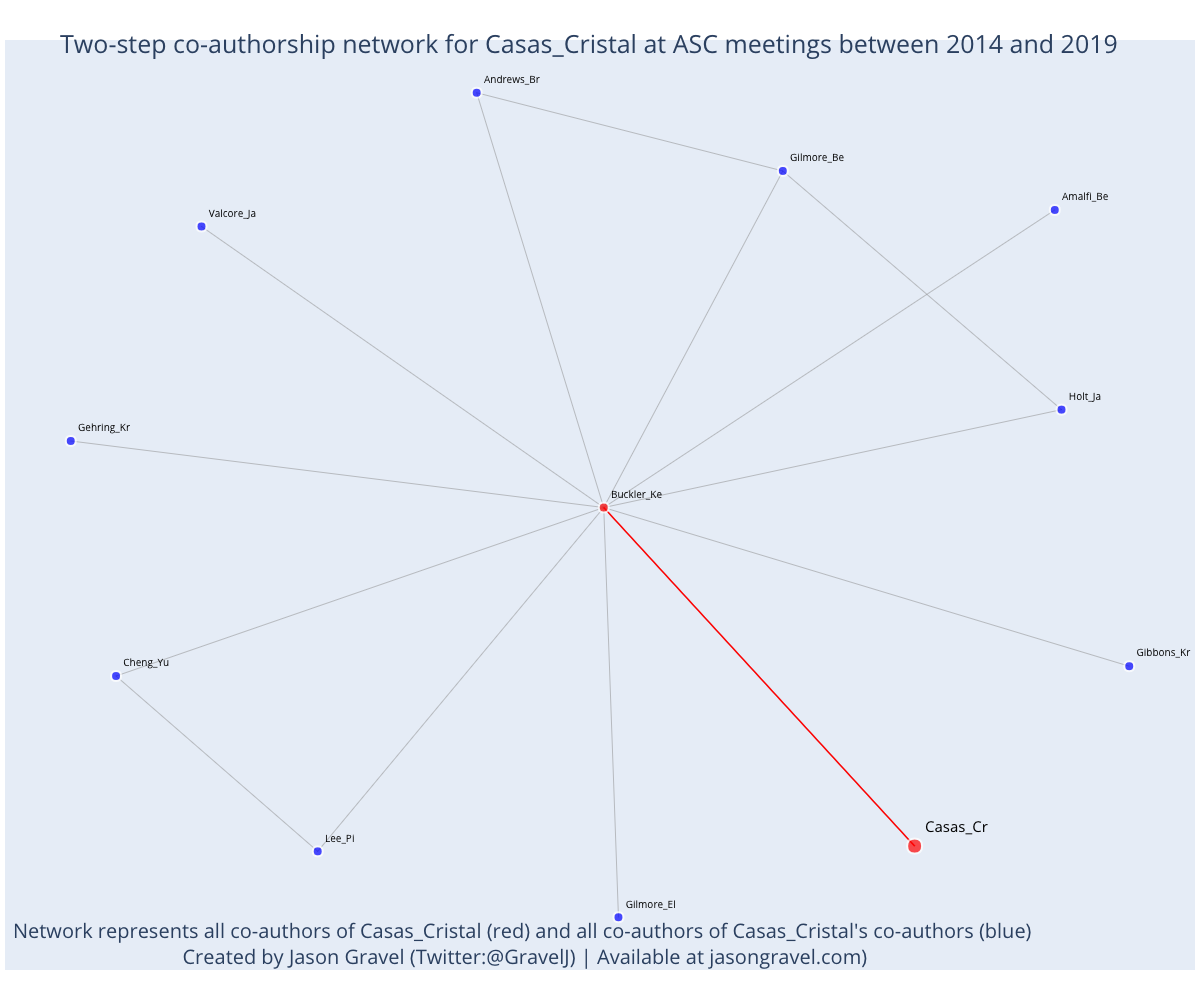 Two-step co-authorship network for Casas_Cristal at ASC meetings between 2014 and 2019
Andrews_Br
Gilmore_Be
Amalfi_Be
Valcore_Ja
Holt_Ja
Gehring_Kr
Buckler_Ke
Gibbons_Kr
Cheng_Yu
Casas_Cr
Lee_Pi
Gilmore_El
Network represents all co-authors of Casas_Cristal (red) and all co-authors of Casas_Cristal's co-authors (blue)
Created by Jason Gravel (Twitter:@GravelJ) | Available at jasongravel.com)